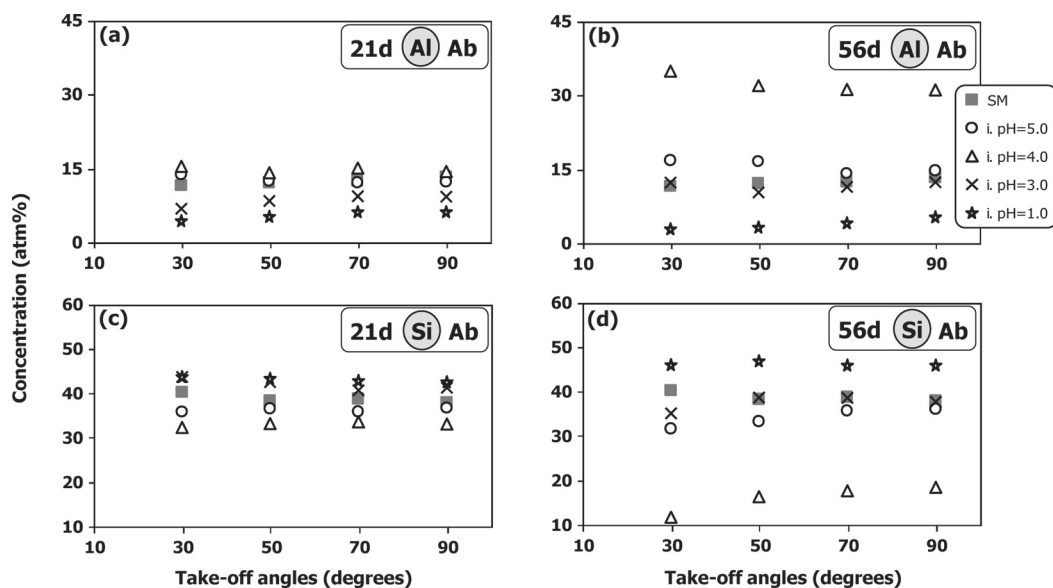 Concentration (atm%)
(a)
21d Al Ab
45
30
15
0
10 30 50 70 90
(b)
56d Al Ab
45
30
15
0
10 30 50 70 90
SM
i. pH=5.0
i. pH=4.0
i. pH=3.0
i. pH=1.0
(c)
21d Si Ab
60
50
40
30
20
10
10 30 50 70 90
Take-off angles (degrees)
(d)
56d Si Ab
60
50
40
30
20
10
10 30 50 70 90
Take-off angles (degrees)